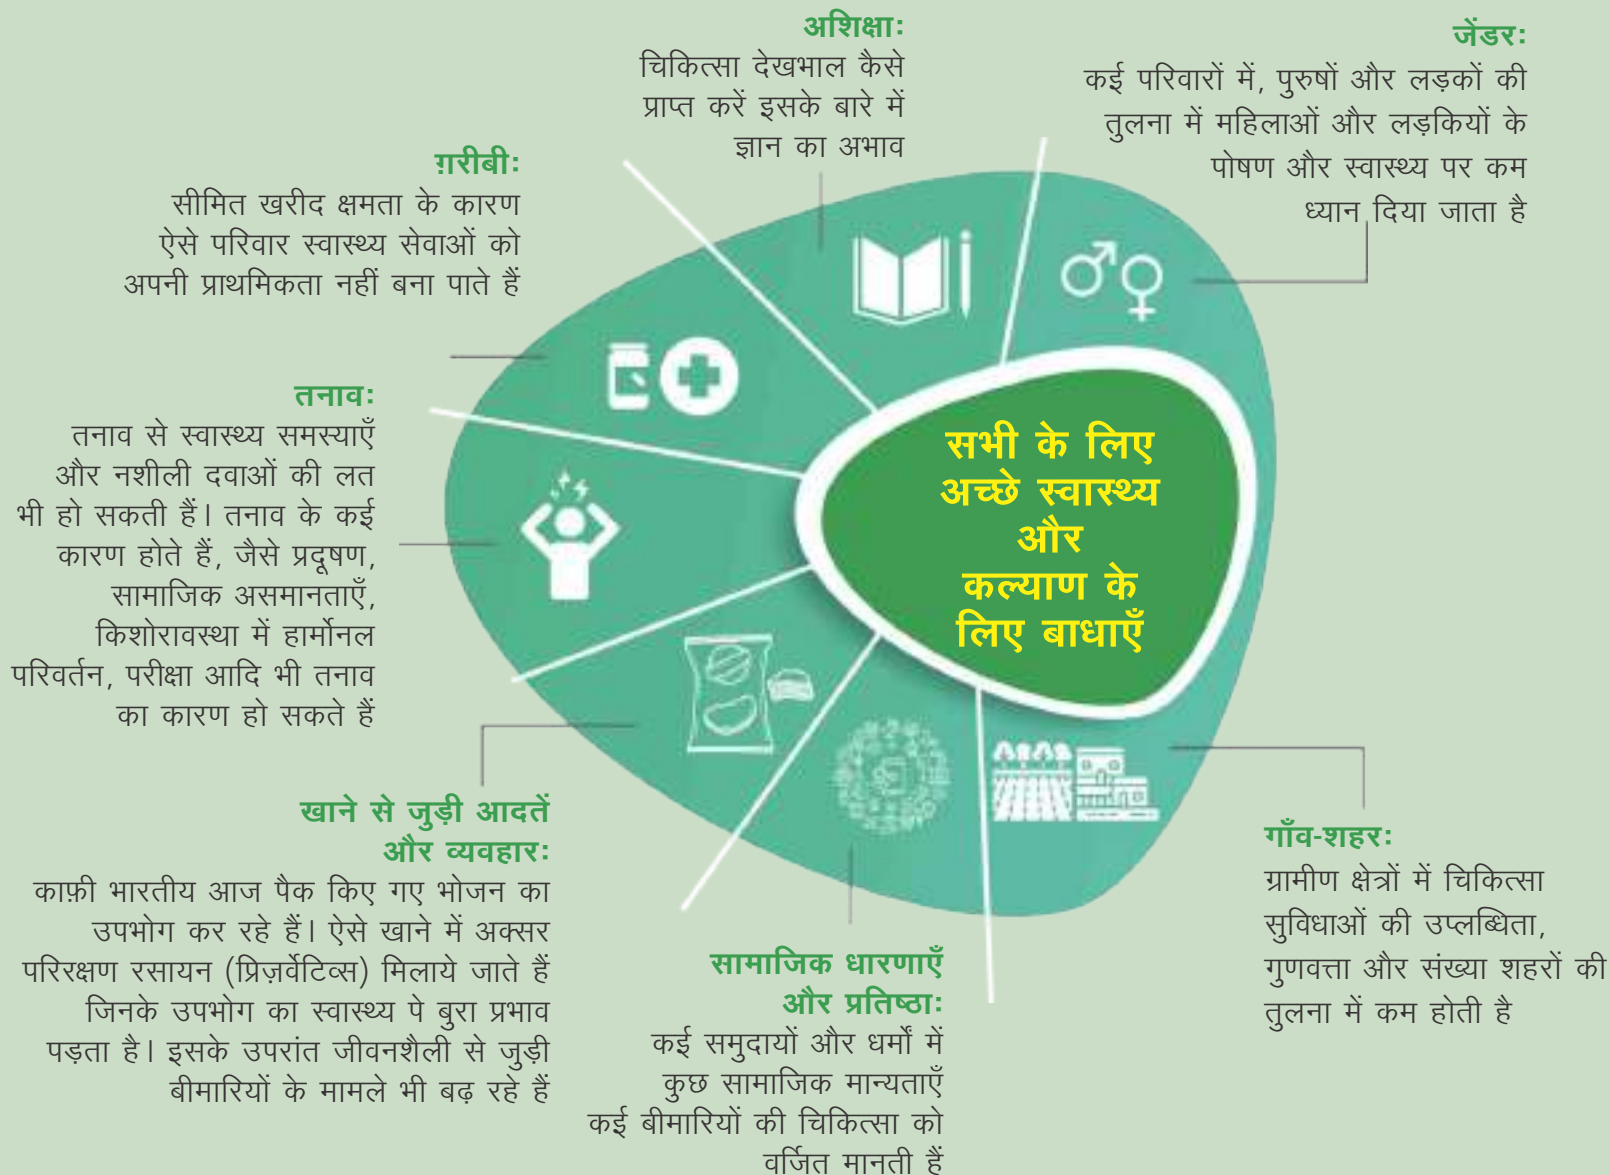 अशिक्षाः
चिकित्सा देखभाल कैसे
प्राप्त करें इसके बारे में
ज्ञान का अभाव
जेंडरः
कई परिवारों में, पुरुषों और लड़कों की
तुलना में महिलाओं और लड़कियों के
पोषण और स्वास्थ्य पर कम
ध्यान दिया जाता है
ग़रीबीः
सीमित खरीद क्षमता के कारण
ऐसे परिवार स्वास्थ्य सेवाओं को
अपनी प्राथमिकता नहीं बना पाते हैं
तनावः
तनाव से स्वास्थ्य समस्याएँ
और नशीली दवाओं की लत
भी हो सकती हैं। तनाव के कई
कारण होते हैं, जैसे प्रदूषण,
सामाजिक असमानताएँ,
किशोरावस्था में हार्मोनल
परिवर्तन, परीक्षा आदि भी तनाव
का कारण हो सकते हैं
सभी के लिए
अच्छे स्वास्थ्य
और
कल्याण के
लिए बाधाएँ
खाने से जुड़ी आदतें
और व्यवहारः
काफ़ी भारतीय आज पैक किए गए भोजन का
उपभोग कर रहे हैं। ऐसे खाने में अक्सर
परिरक्षण रसायन (प्रिज़र्वेटिव्स) मिलाये जाते हैं
जिनके उपभोग का स्वास्थ्य पे बुरा प्रभाव
पड़ता है। इसके उपरांत जीवनशैली से जुड़ी
बीमारियों के मामले भी बढ़ रहे हैं
सामाजिक धारणाएँ
और प्रतिष्ठाः
कई समुदायों और धर्मों में
कुछ सामाजिक मान्यताएँ
कई बीमारियों की चिकित्सा को
वर्जित मानती हैं
गाँव-शहरः
ग्रामीण क्षेत्रों में चिकित्सा
सुविधाओं की उप्लब्धिता,
गुणवत्ता और संख्या शहरों की
तुलना में कम होती है